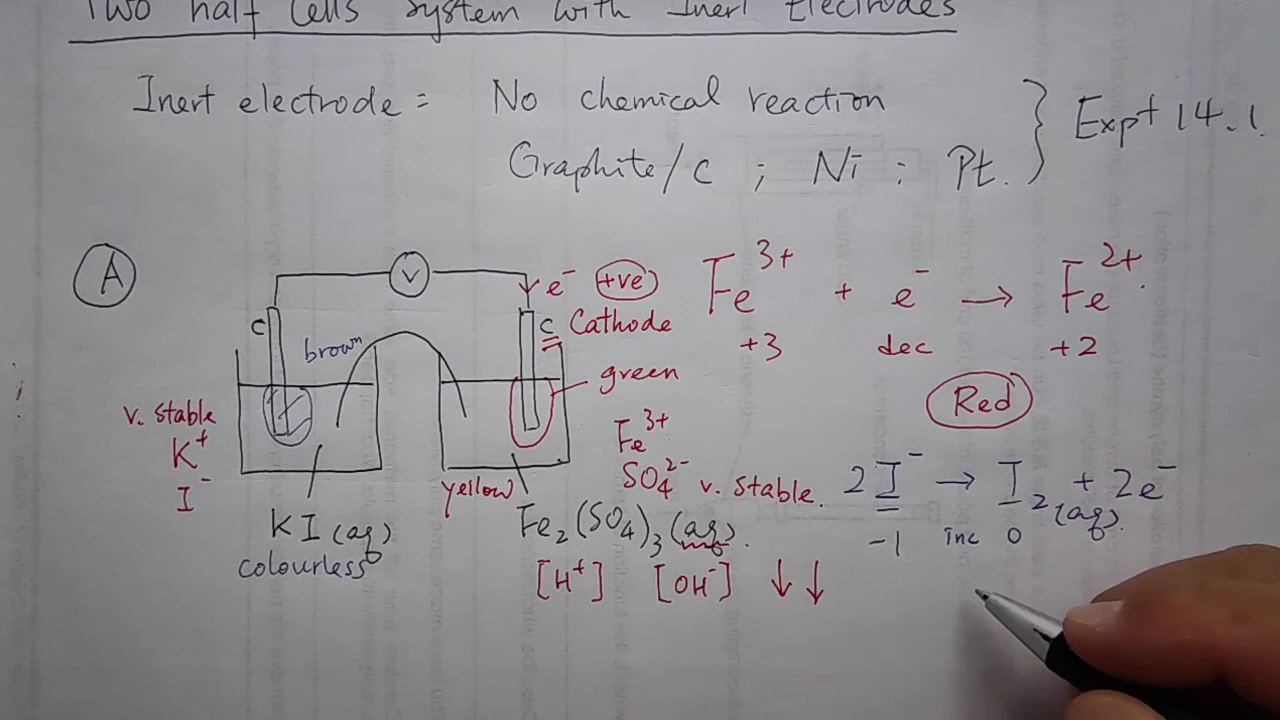 Two half Cells System with Inert Electrodes
Inert electrode = No chemical reaction
Graphite/C ; Ni ; Pt.
Expt 14.1.
A
V
e⁻ +ve
C
C Cathode
brown
green
v. stable
K⁺
I⁻
Fe³⁺
SO₄²⁻ v. stable.
yellow
KI (aq)
colourless
Fe₂(SO₄)₃ (aq).
[H⁺] [OH⁻] ↓↓
Fe³⁺ + e⁻ → Fe²⁺.
+3 dec +2
Red
2I⁻ → I₂ (aq). + 2e⁻
-1 inc 0